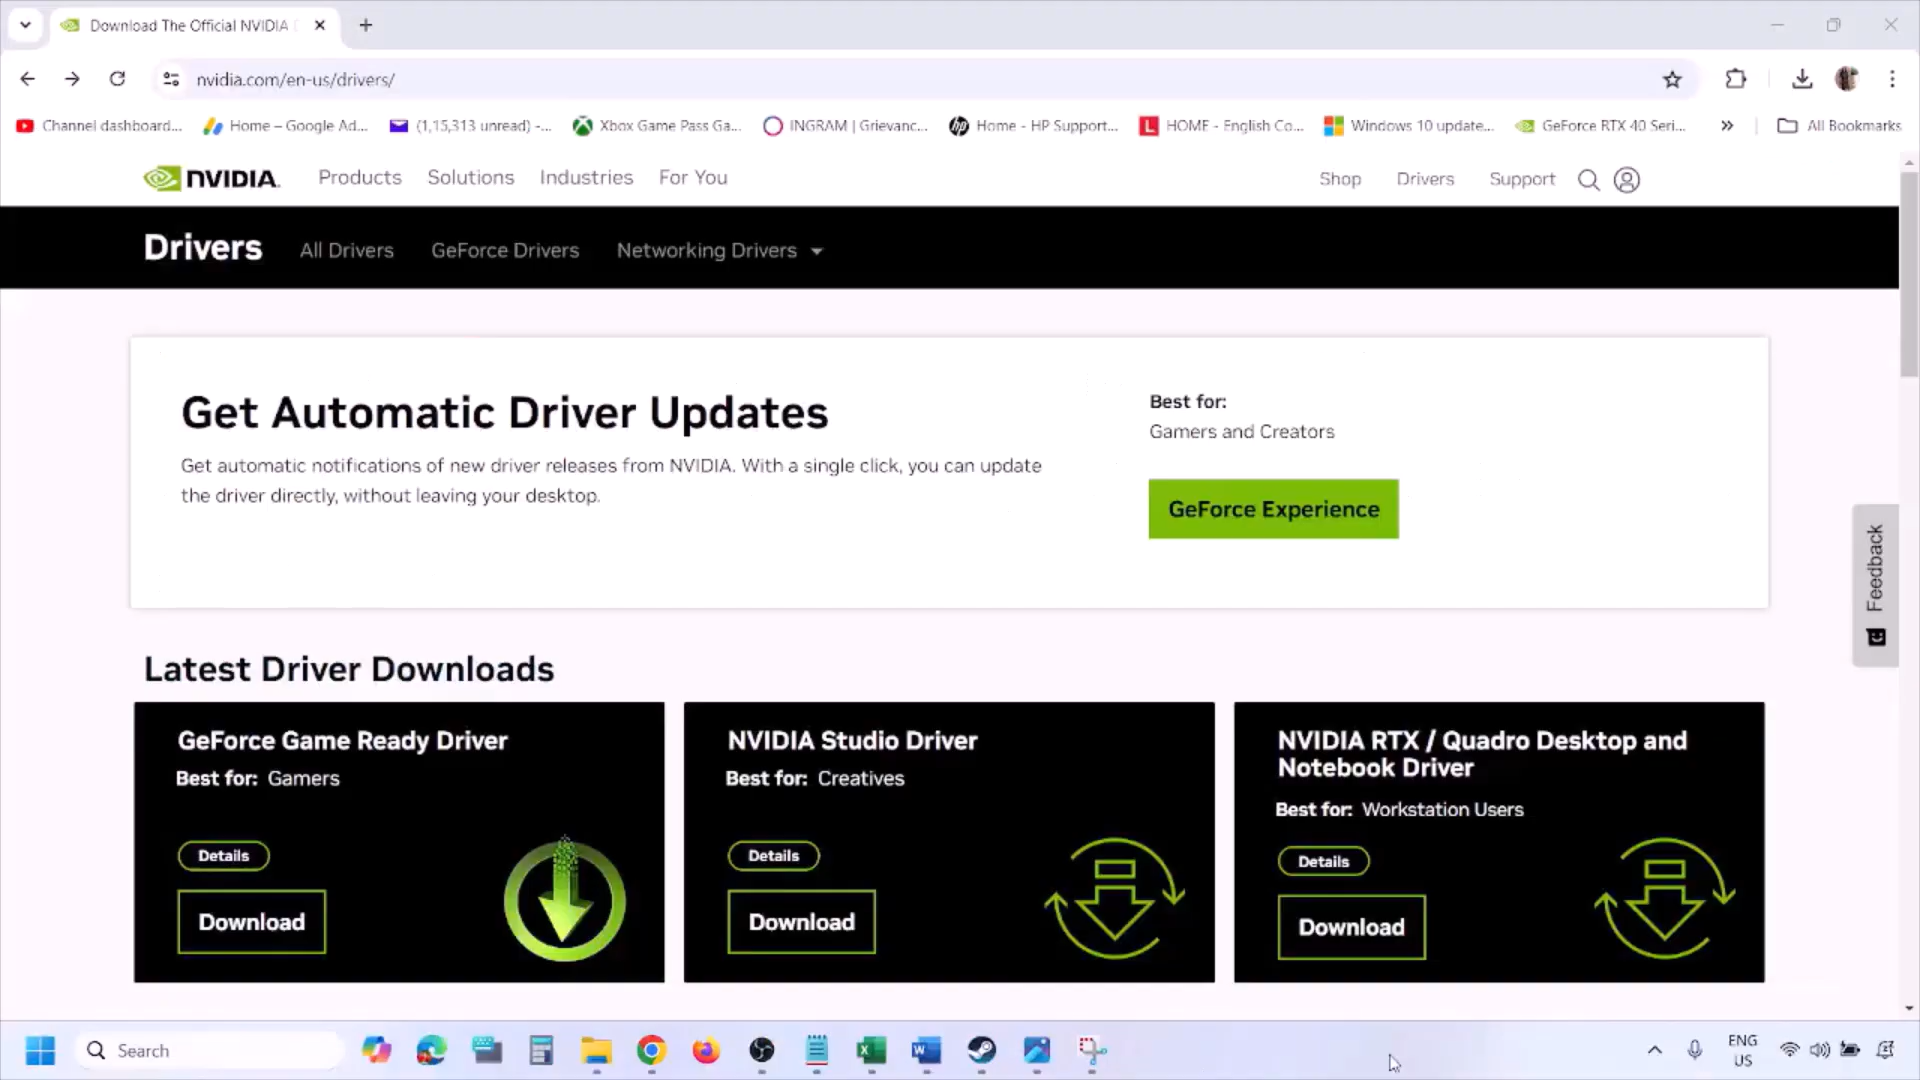 Download The Official NVIDIA
nvidia.com/en-us/drivers/
Channel dashboard...
Home – Google Ad...
(1,15,313 unread) -...
Xbox Game Pass Ga...
INGRAM | Grievanc...
Home - HP Support...
HOME - English Co...
Windows 10 update...
GeForce RTX 40 Seri...
All Bookmarks
NVIDIA.
Products
Solutions
Industries
For You
Shop
Drivers
Support
Drivers
All Drivers
GeForce Drivers
Networking Drivers
Get Automatic Driver Updates
Get automatic notifications of new driver releases from NVIDIA. With a single click, you can update
the driver directly, without leaving your desktop.
Best for:
Gamers and Creators
GeForce Experience
Feedback
Latest Driver Downloads
GeForce Game Ready Driver
Best for: Gamers
Details
Download
NVIDIA Studio Driver
Best for: Creatives
Details
Download
NVIDIA RTX / Quadro Desktop and
Notebook Driver
Best for: Workstation Users
Details
Download
Search
ENG
US